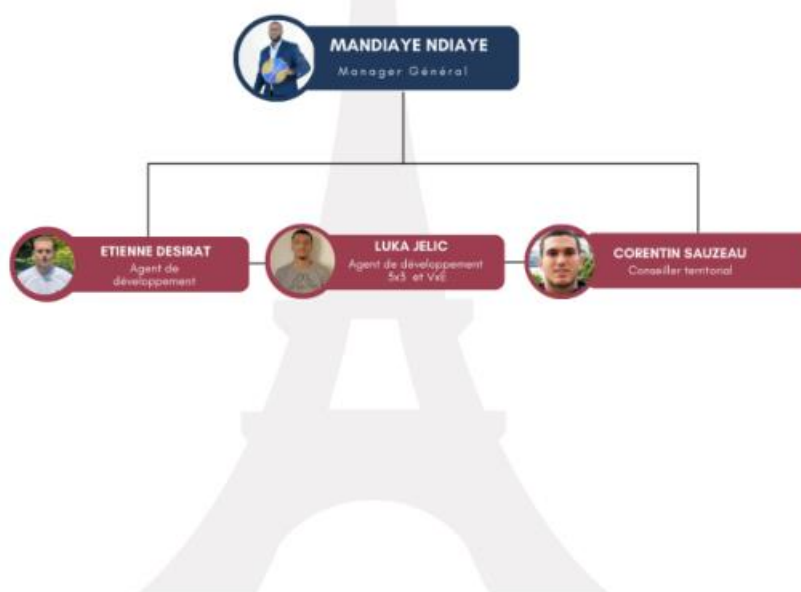 MANDIAYE NDIAYE
Manager Général
ETIENNE DESIRAT
Agent de
développement
LUKA JELIC
Agent de développement
3x3 et VxE
CORENTIN SAUZEAU
Conseiller territorial